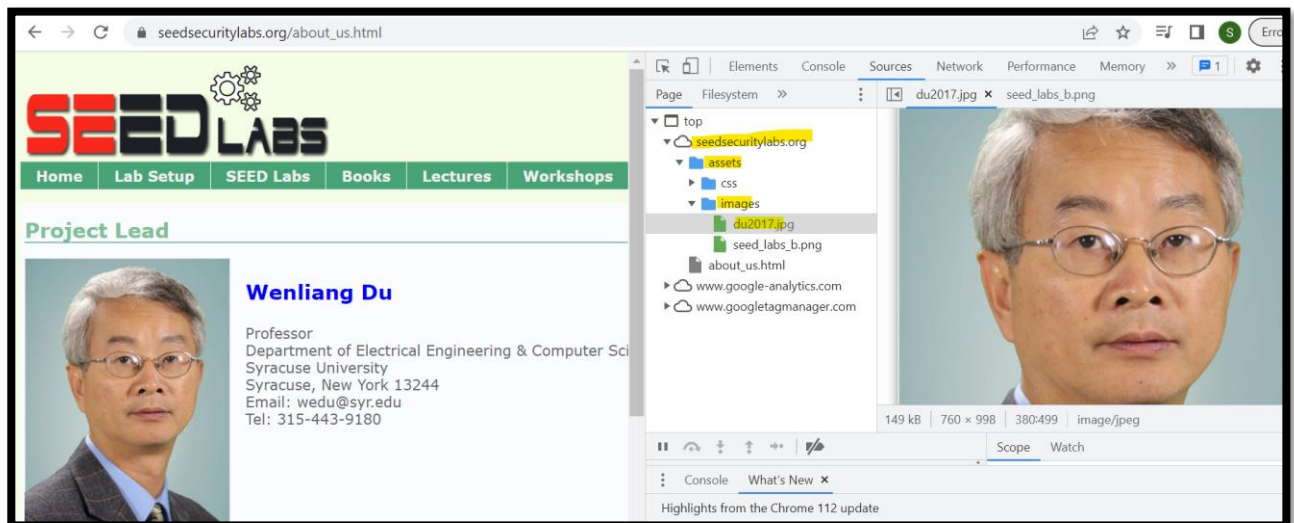 seedsecuritylabs.org/about_us.html
S
Erro
Elements Console Sources Network Performance Memory » 1
Page Filesystem »
du2017.jpg × seed_labs_b.png
SEED LABS
Home Lab Setup SEED Labs Books Lectures Workshops
Project Lead
Wenliang Du
Professor
Department of Electrical Engineering & Computer Sci
Syracuse University
Syracuse, New York 13244
Email: wedu@syr.edu
Tel: 315-443-9180
top
seedsecuritylabs.org
assets
css
images
du2017.jpg
seed_labs_b.png
about_us.html
www.google-analytics.com
www.googletagmanager.com
149 kB 760 × 998 380:499 image/jpeg
Scope Watch
Console What's New ×
Highlights from the Chrome 112 update